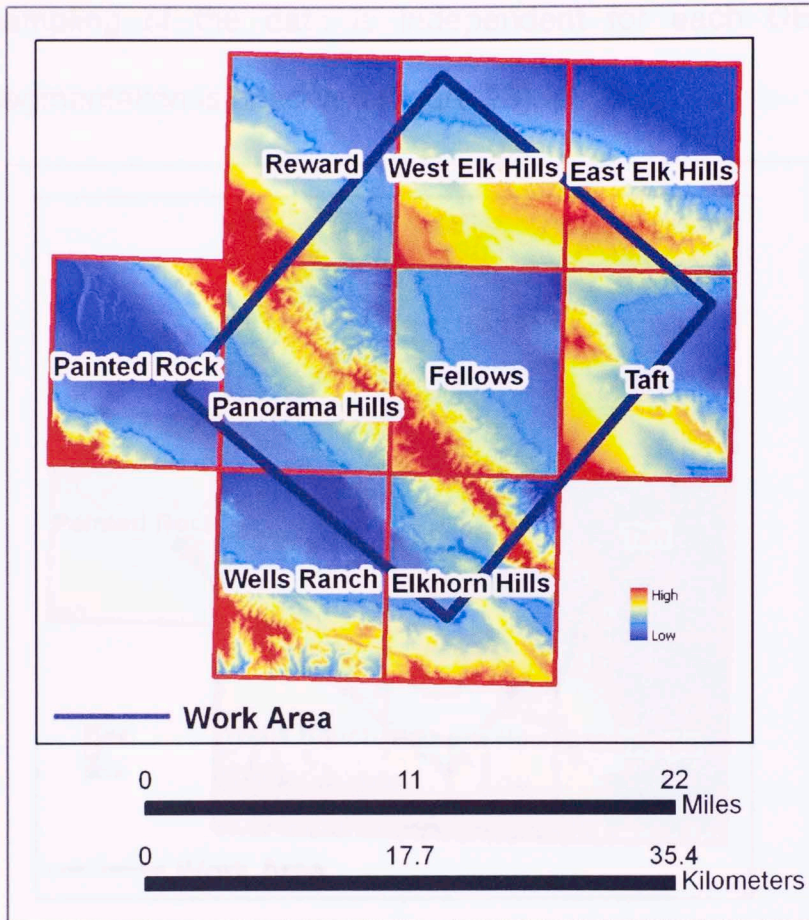 Reward
West Elk Hills
East Elk Hills
Painted Rock
Panorama Hills
Fellows
Taft
Wells Ranch
Elkhorn Hills
High
Low
Work Area
0 11 22
Miles
0 17.7 35.4
Kilometers